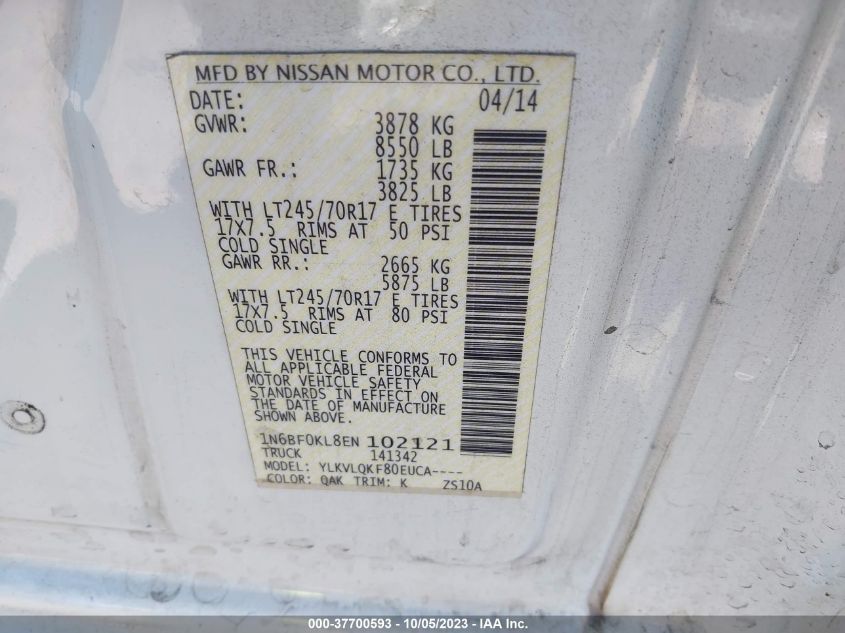 MFD BY NISSAN MOTOR CO., LTD.
DATE: 04/14
GVWR: 3878 KG
8550 LB
GAWR FR.: 1735 KG
3825 LB
WITH LT245/70R17 E TIRES
17X7.5 RIMS AT 50 PSI
COLD SINGLE
GAWR RR.: 2665 KG
5875 LB
WITH LT245/70R17 E TIRES
17X7.5 RIMS AT 80 PSI
COLD SINGLE
THIS VEHICLE CONFORMS TO
ALL APPLICABLE FEDERAL
MOTOR VEHICLE SAFETY
STANDARDS IN EFFECT ON
THE DATE OF MANUFACTURE
SHOWN ABOVE.
1N6BF0KL8EN 102121
TRUCK 141342
MODEL: YLKVLQKF80EUCA----
COLOR: QAK TRIM: K ZS10A
000-37700593 - 10/05/2023 - IAA Inc.